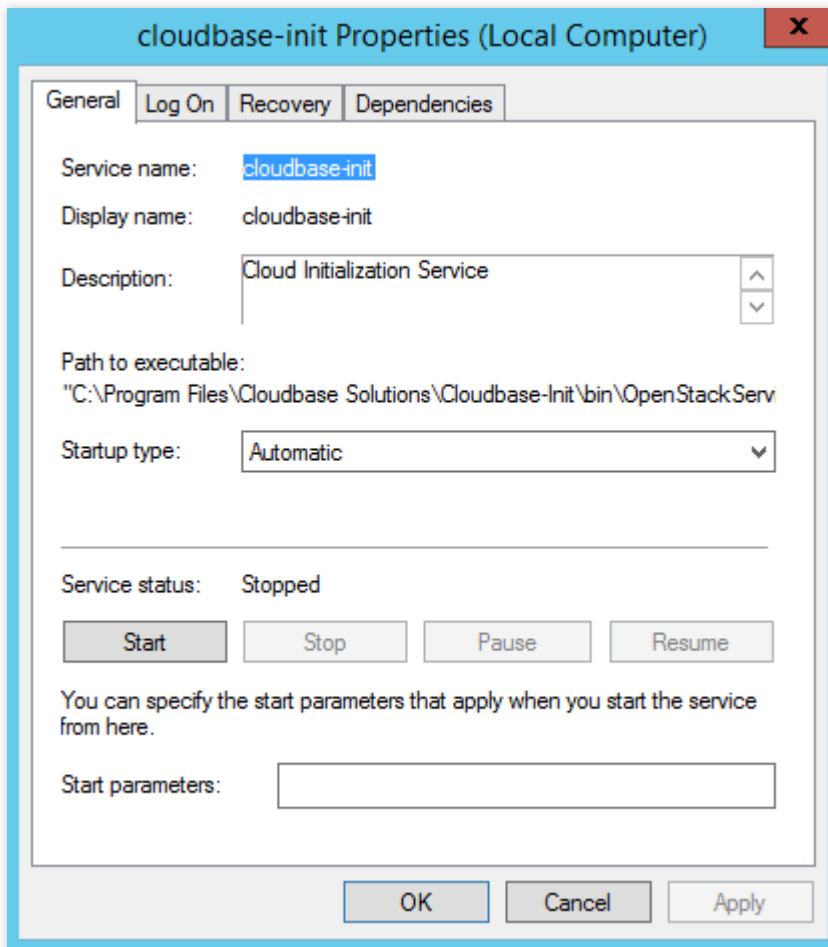 cloudbase-init Properties (Local Computer)
x
General Log On Recovery Dependencies
Service name: cloudbase-init
Display name: cloudbase-init
Description: Cloud Initialization Service
Path to executable:
"C:\Program Files\Cloudbase Solutions\Cloudbase-Init\bin\OpenStackServi
Startup type: Automatic
Service status: Stopped
Start Stop Pause Resume
You can specify the start parameters that apply when you start the service
from here.
Start parameters:
OK Cancel Apply